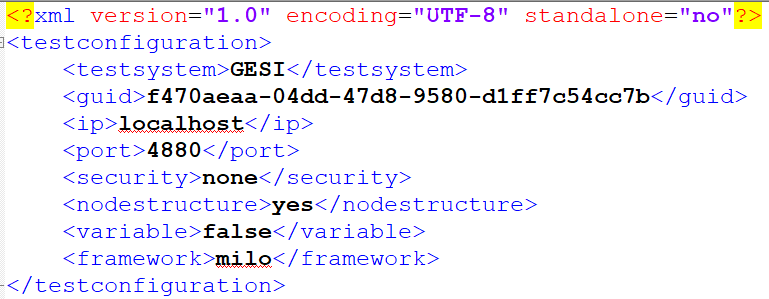 <?xml version="1.0" encoding="UTF-8" standalone="no"?>
<testconfiguration>
<testsystem>GESI</testsystem>
<guid>f470aeaa-04dd-47d8-9580-d1ff7c54cc7b</guid>
<ip>localhost</ip>
<port>4880</port>
<security>none</security>
<nodestructure>yes</nodestructure>
<variable>false</variable>
<framework>milo</framework>
</testconfiguration>